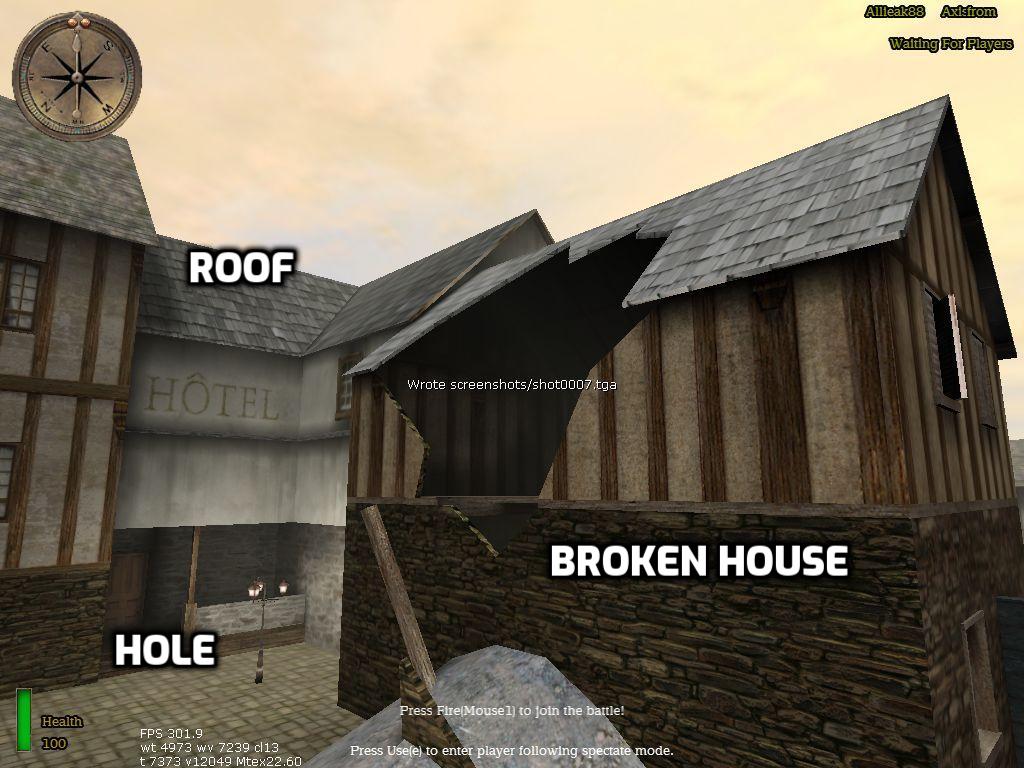 Allleak88 Axisfrom
Waiting For Players
E S
N W
ROOF
HÔTEL
Wrote screenshots/shot0007.tga
BROKEN HOUSE
HOLE
Press Fire(Mouse1) to join the battle!
Health
100
FPS 301.9
wt 4973 wv 7239 cl13
t 7373 v12049 Mtex22.60
Press Use(e) to enter player following spectate mode.